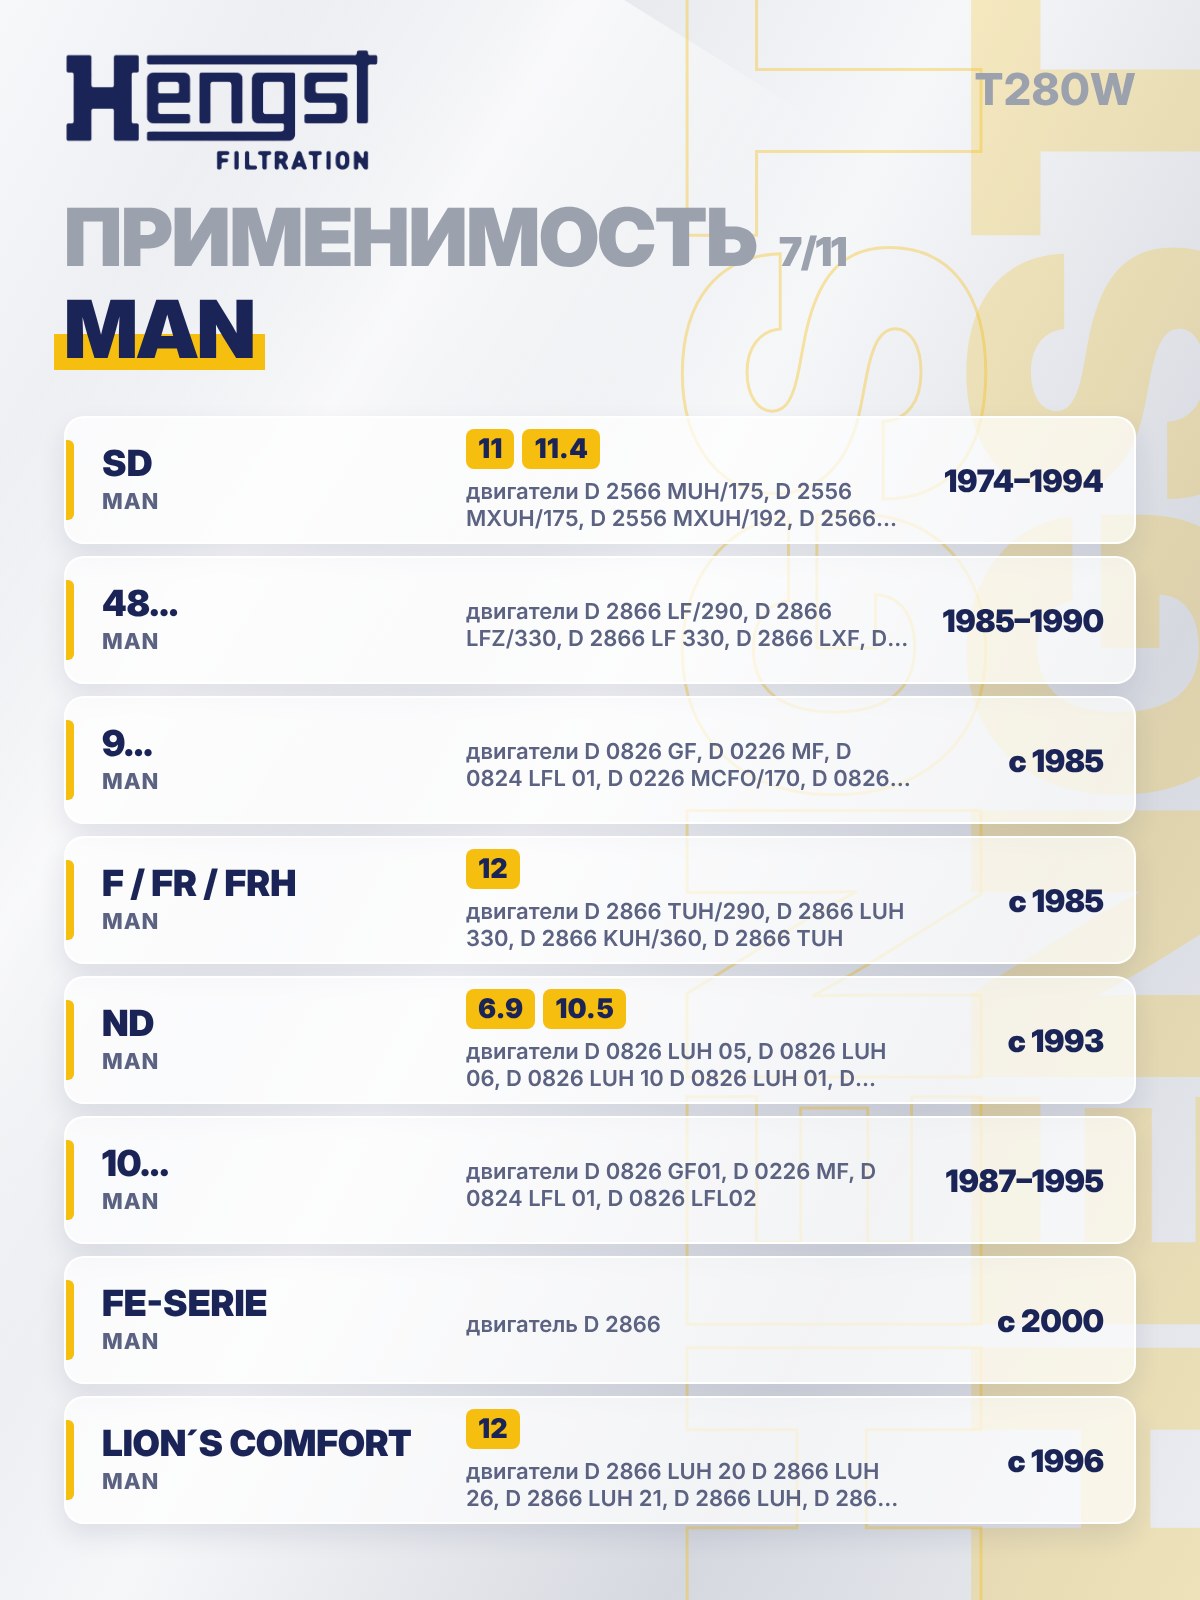 Hengst
FILTRATION
T280W
ПРИМЕНИМОСТЬ 7/11
MAN
SD
MAN
11 11.4
двигатели D 2566 MUH/175, D 2556
MXUH/175, D 2556 MXUH/192, D 2566...
1974–1994
48...
MAN
двигатели D 2866 LF/290, D 2866
LFZ/330, D 2866 LF 330, D 2866 LXF, D...
1985–1990
9...
MAN
двигатели D 0826 GF, D 0226 MF, D
0824 LFL 01, D 0226 MCFO/170, D 0826...
с 1985
F / FR / FRH
MAN
12
двигатели D 2866 TUH/290, D 2866 LUH
330, D 2866 KUH/360, D 2866 TUH
с 1985
ND
MAN
6.9 10.5
двигатели D 0826 LUH 05, D 0826 LUH
06, D 0826 LUH 10 D 0826 LUH 01, D...
с 1993
10...
MAN
двигатели D 0826 GF01, D 0226 MF, D
0824 LFL 01, D 0826 LFL02
1987–1995
FE-SERIE
MAN
двигатель D 2866
с 2000
LION´S COMFORT
MAN
12
двигатели D 2866 LUH 20 D 2866 LUH
26, D 2866 LUH 21, D 2866 LUH, D 286...
с 1996
HENGST